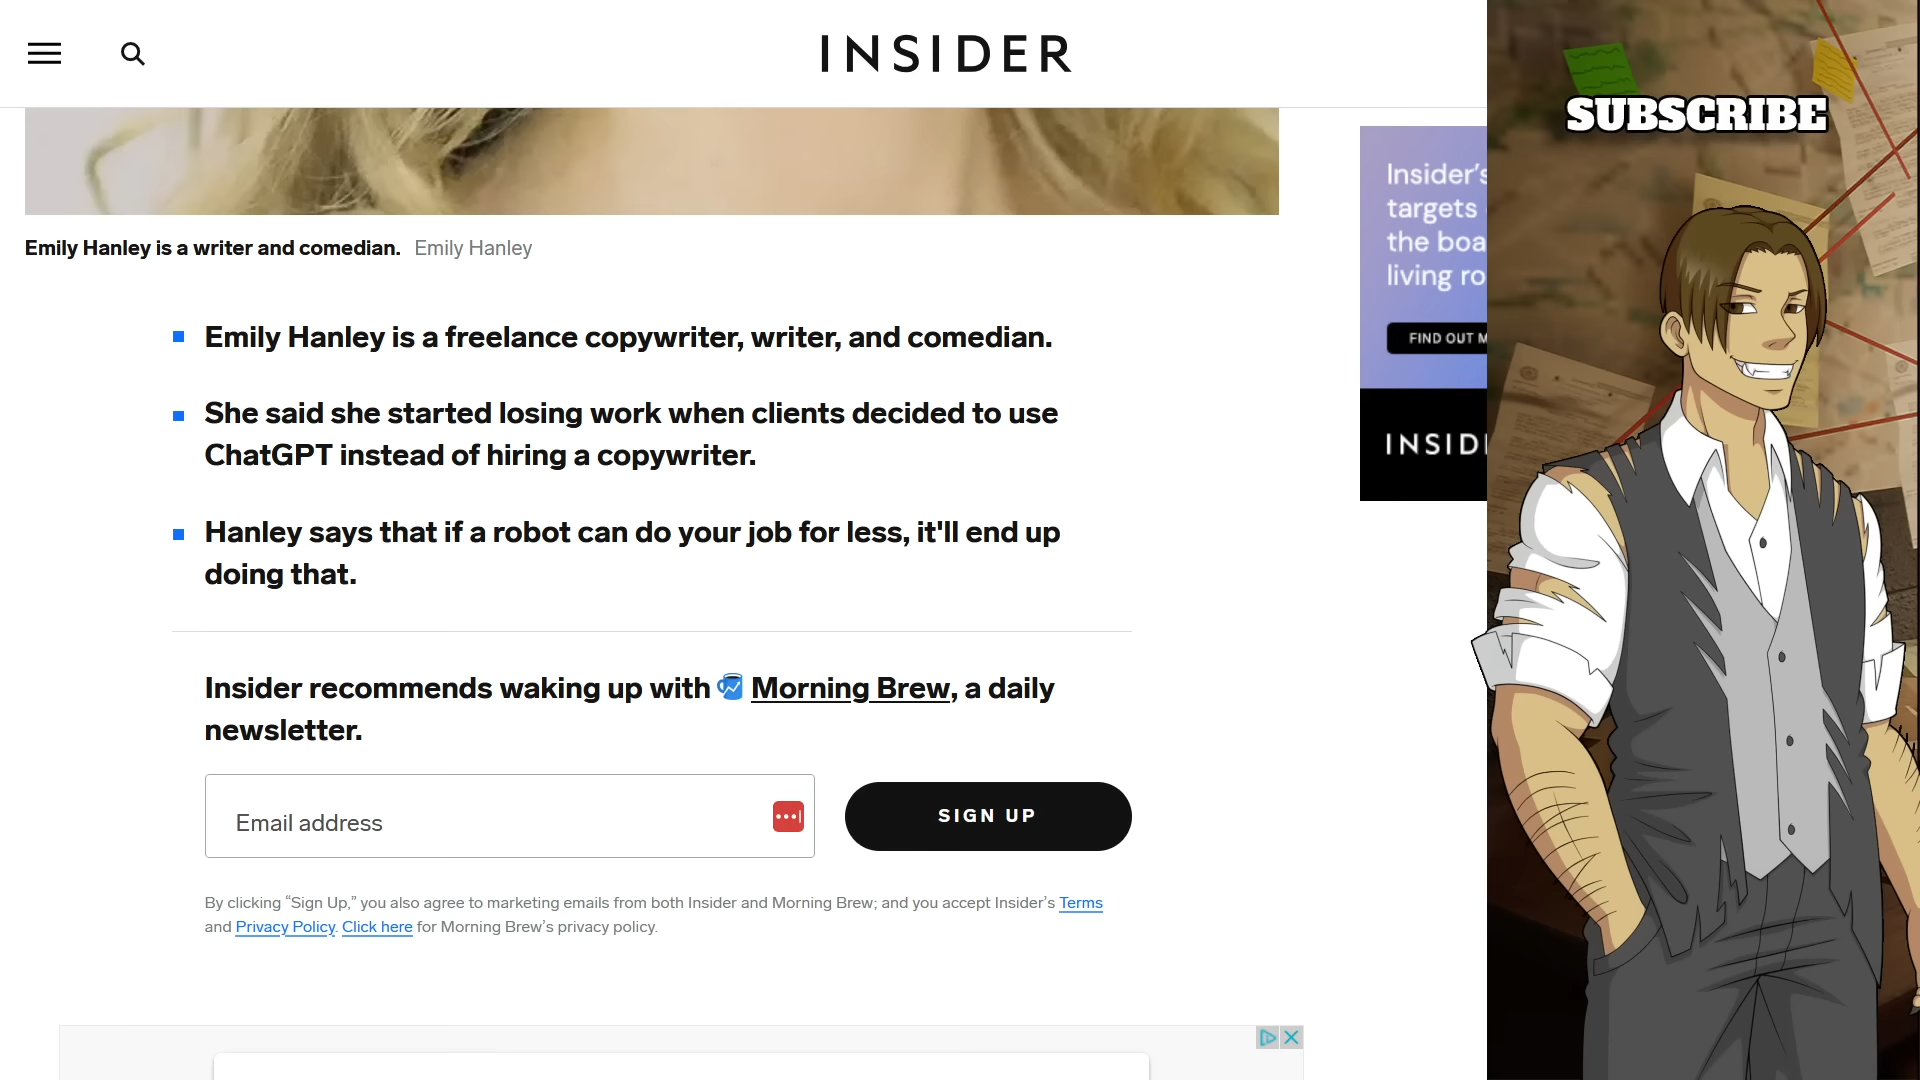 INSIDER
SUBSCRIBE
Insider's
targets
the boa
living ro
FIND OUT M
INSID
Emily Hanley is a writer and comedian. Emily Hanley
Emily Hanley is a freelance copywriter, writer, and comedian.
She said she started losing work when clients decided to use
ChatGPT instead of hiring a copywriter.
Hanley says that if a robot can do your job for less, it'll end up
doing that.
Insider recommends waking up with Morning Brew, a daily
newsletter.
Email address
SIGN UP
By clicking “Sign Up,” you also agree to marketing emails from both Insider and Morning Brew; and you accept Insider’s Terms
and Privacy Policy. Click here for Morning Brew’s privacy policy.